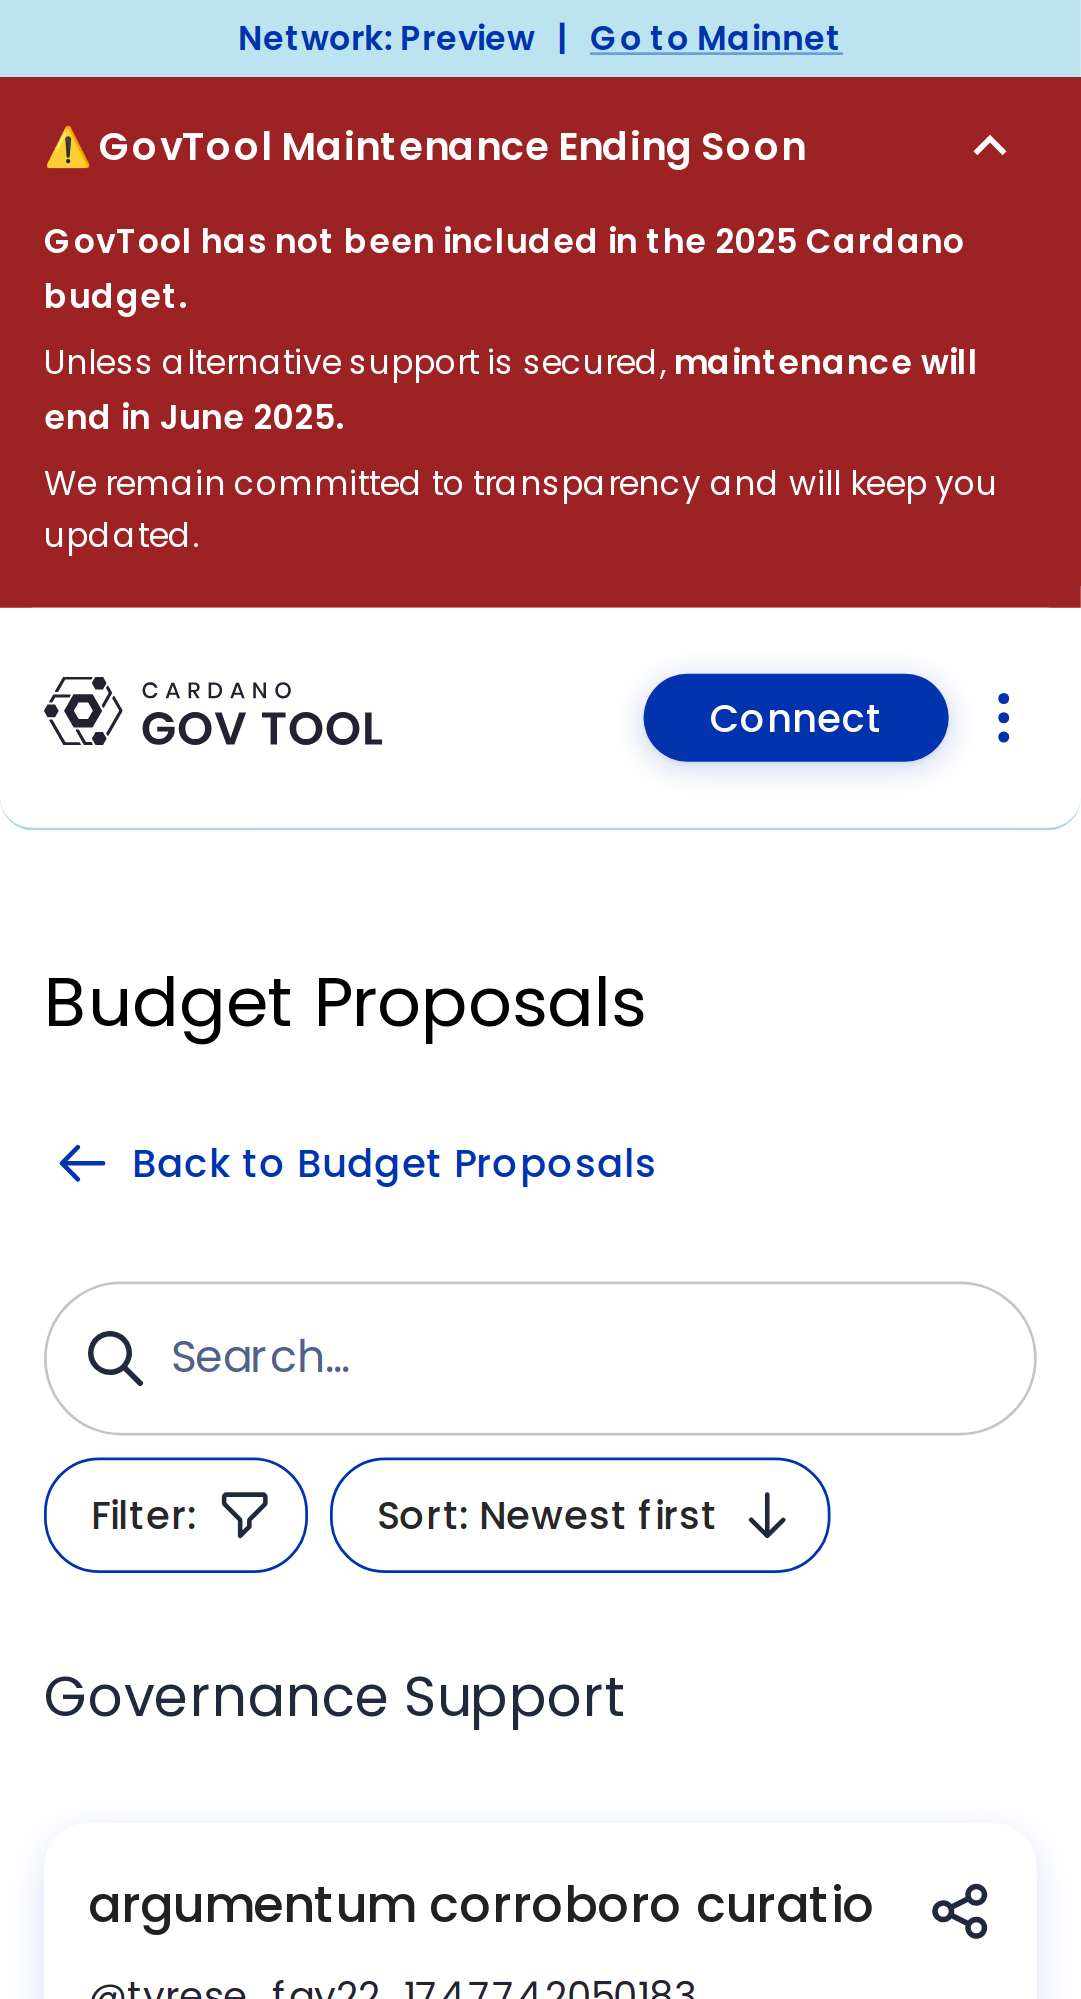 Network: Preview | Go to Mainnet
⚠️ GovTool Maintenance Ending Soon
GovTool has not been included in the 2025 Cardano
budget.
Unless alternative support is secured, maintenance will
end in June 2025.
We remain committed to transparency and will keep you
updated.
CARDANO
GOV TOOL
Connect
Budget Proposals
Back to Budget Proposals
Search...
Filter:
Sort: Newest first
Governance Support
argumentum corroboro curatio
@tyrese_fay22_1747742050183